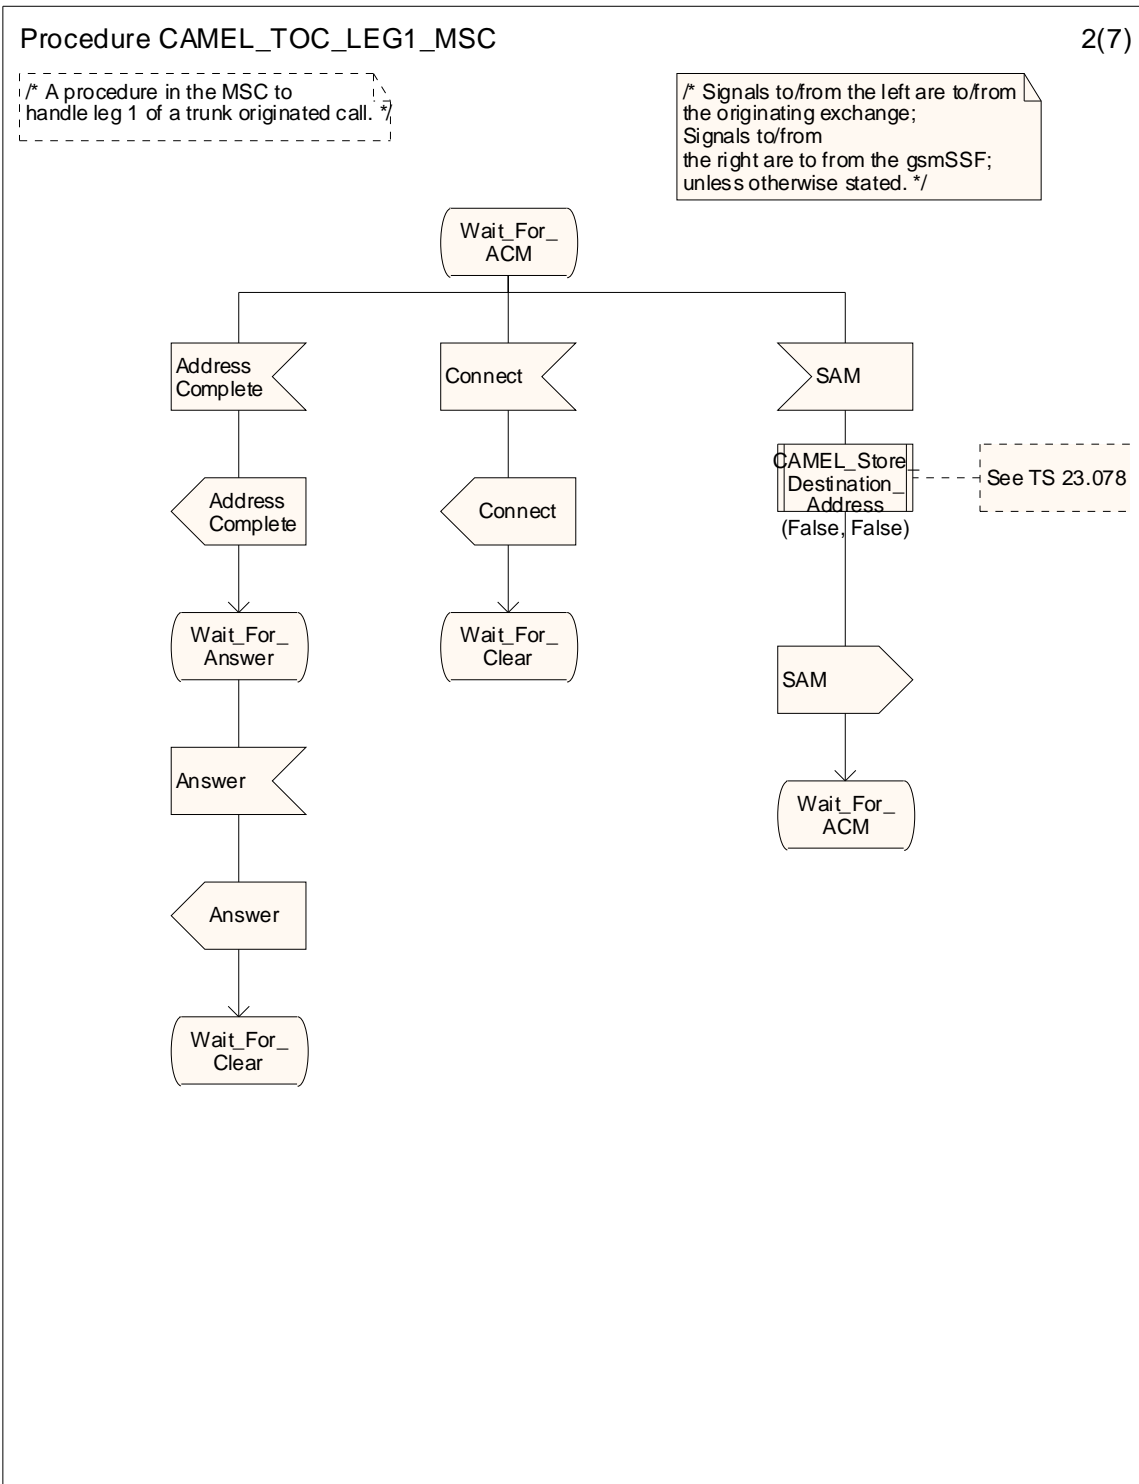 Procedure CAMEL_TOC_LEG1_MSC
2(7)
/* A procedure in the MSC to
handle leg 1 of a trunk originated call. */
/* Signals to/from the left are to/from
the originating exchange;
Signals to/from
the right are to from the gsmSSF;
unless otherwise stated. */
Wait_For_
ACM
Address
Complete
Connect
SAM
Address
Complete
Connect
CAMEL_Store_
Destination_
Address
(False, False)
See TS 23.078
Wait_For_
Answer
Wait_For_
Clear
SAM
Answer
Wait_For_
ACM
Answer
Wait_For_
Clear